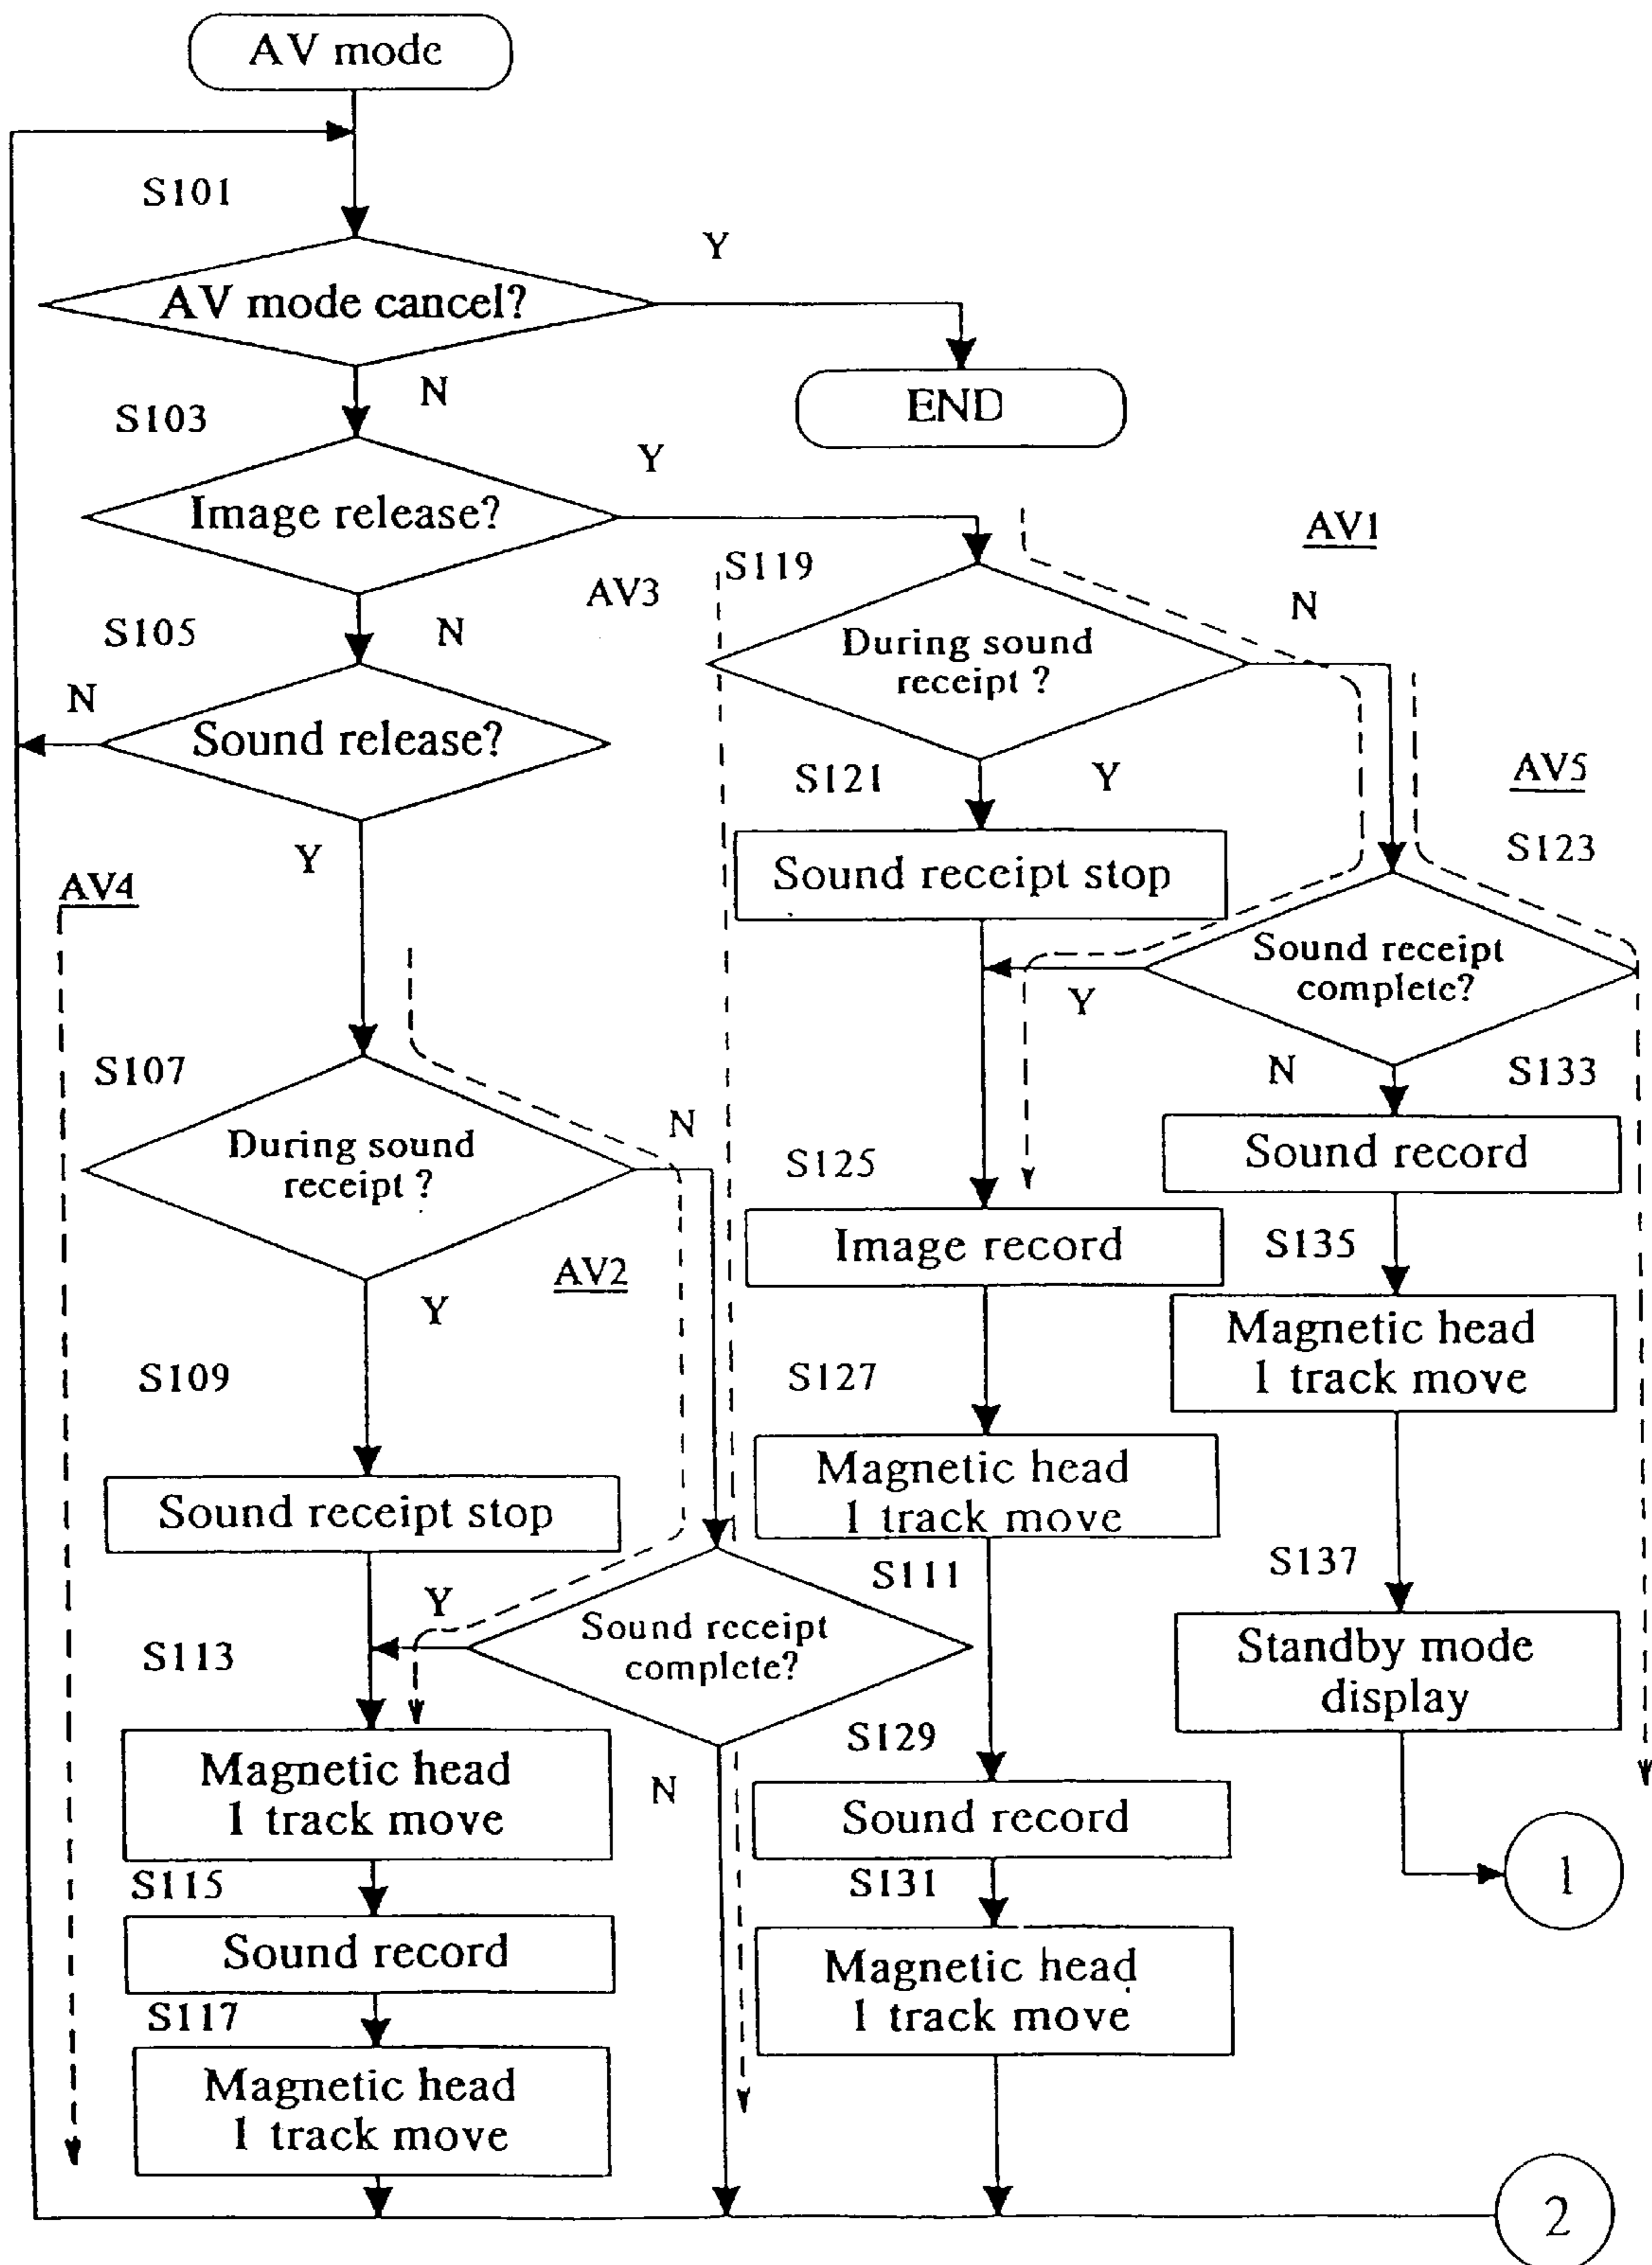 AV mode
S101
Y
AV mode cancel?
N
END
S103
Y
Image release?
AV1
S119
AV3
N
S105
N
During sound
receipt ?
N
Sound release?
S121
Y
AV5
S123
Y
Sound receipt stop
AV4
Sound receipt
complete?
Y
S107
N
S133
N
During sound
receipt ?
S125
Sound record
AV2
Image record
S135
Y
Magnetic head
1 track move
S109
S127
Magnetic head
1 track move
Sound receipt stop
S111
S137
Y
Sound receipt
complete?
S113
Standby mode
display
S129
N
Magnetic head
1 track move
Sound record
S115
S131
1
Sound record
Magnetic head
1 track move
S117
Magnetic head
1 track move
2